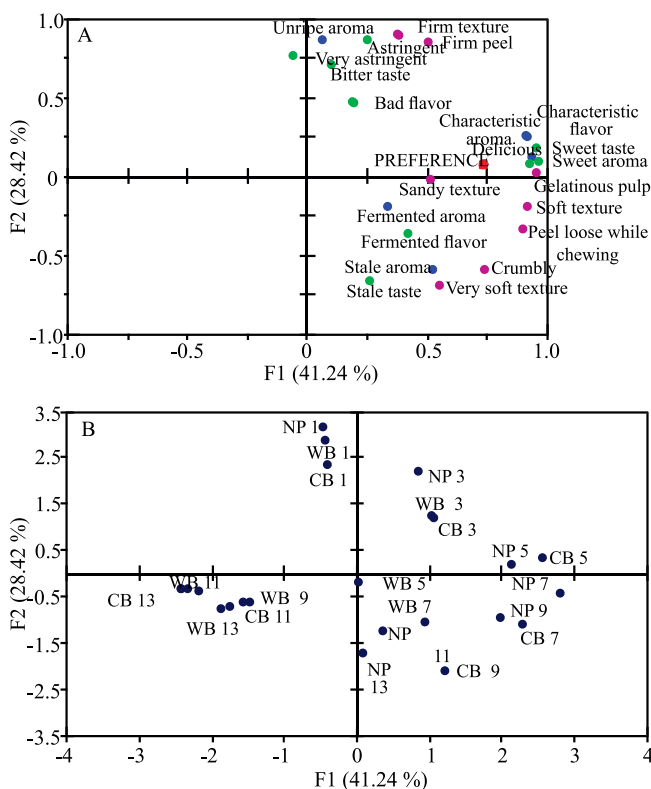 A
1.0
0.5
0
-0.5
-1.0
F2 (28.42 %)
Unripe aroma
Firm texture
Astringent
Firm peel
Very astringent
Bitter taste
Bad flavor
Characteristic
flavor
Characteristic
aroma
Delicious
Sweet taste
PREFERENCE
Sweet aroma
Sandy texture
Gelatinous pulp
Fermented aroma
Soft texture
Fermented flavor
Peel loose while
chewing
Stale aroma
Crumbly
Stale taste
Very soft texture
-1.0
-0.5
0
0.5
1.0
F1 (41.24 %)
B
3.5
2.5
1.5
0.5
-0.5
-1.5
-2.5
-3.5
F2 (28.42 %)
NP 1
WB 1
CB 1
NP 3
WB 3
CB 3
NP 5
CB 5
CB 13
WB 11
WB 9
WB 13
CB 11
WB 5
NP 7
WB 7
NP 9
NP
CB 7
11
NP
13
CB 9
-4
-3
-2
-1
0
1
2
3
4
F1 (41.24 %)